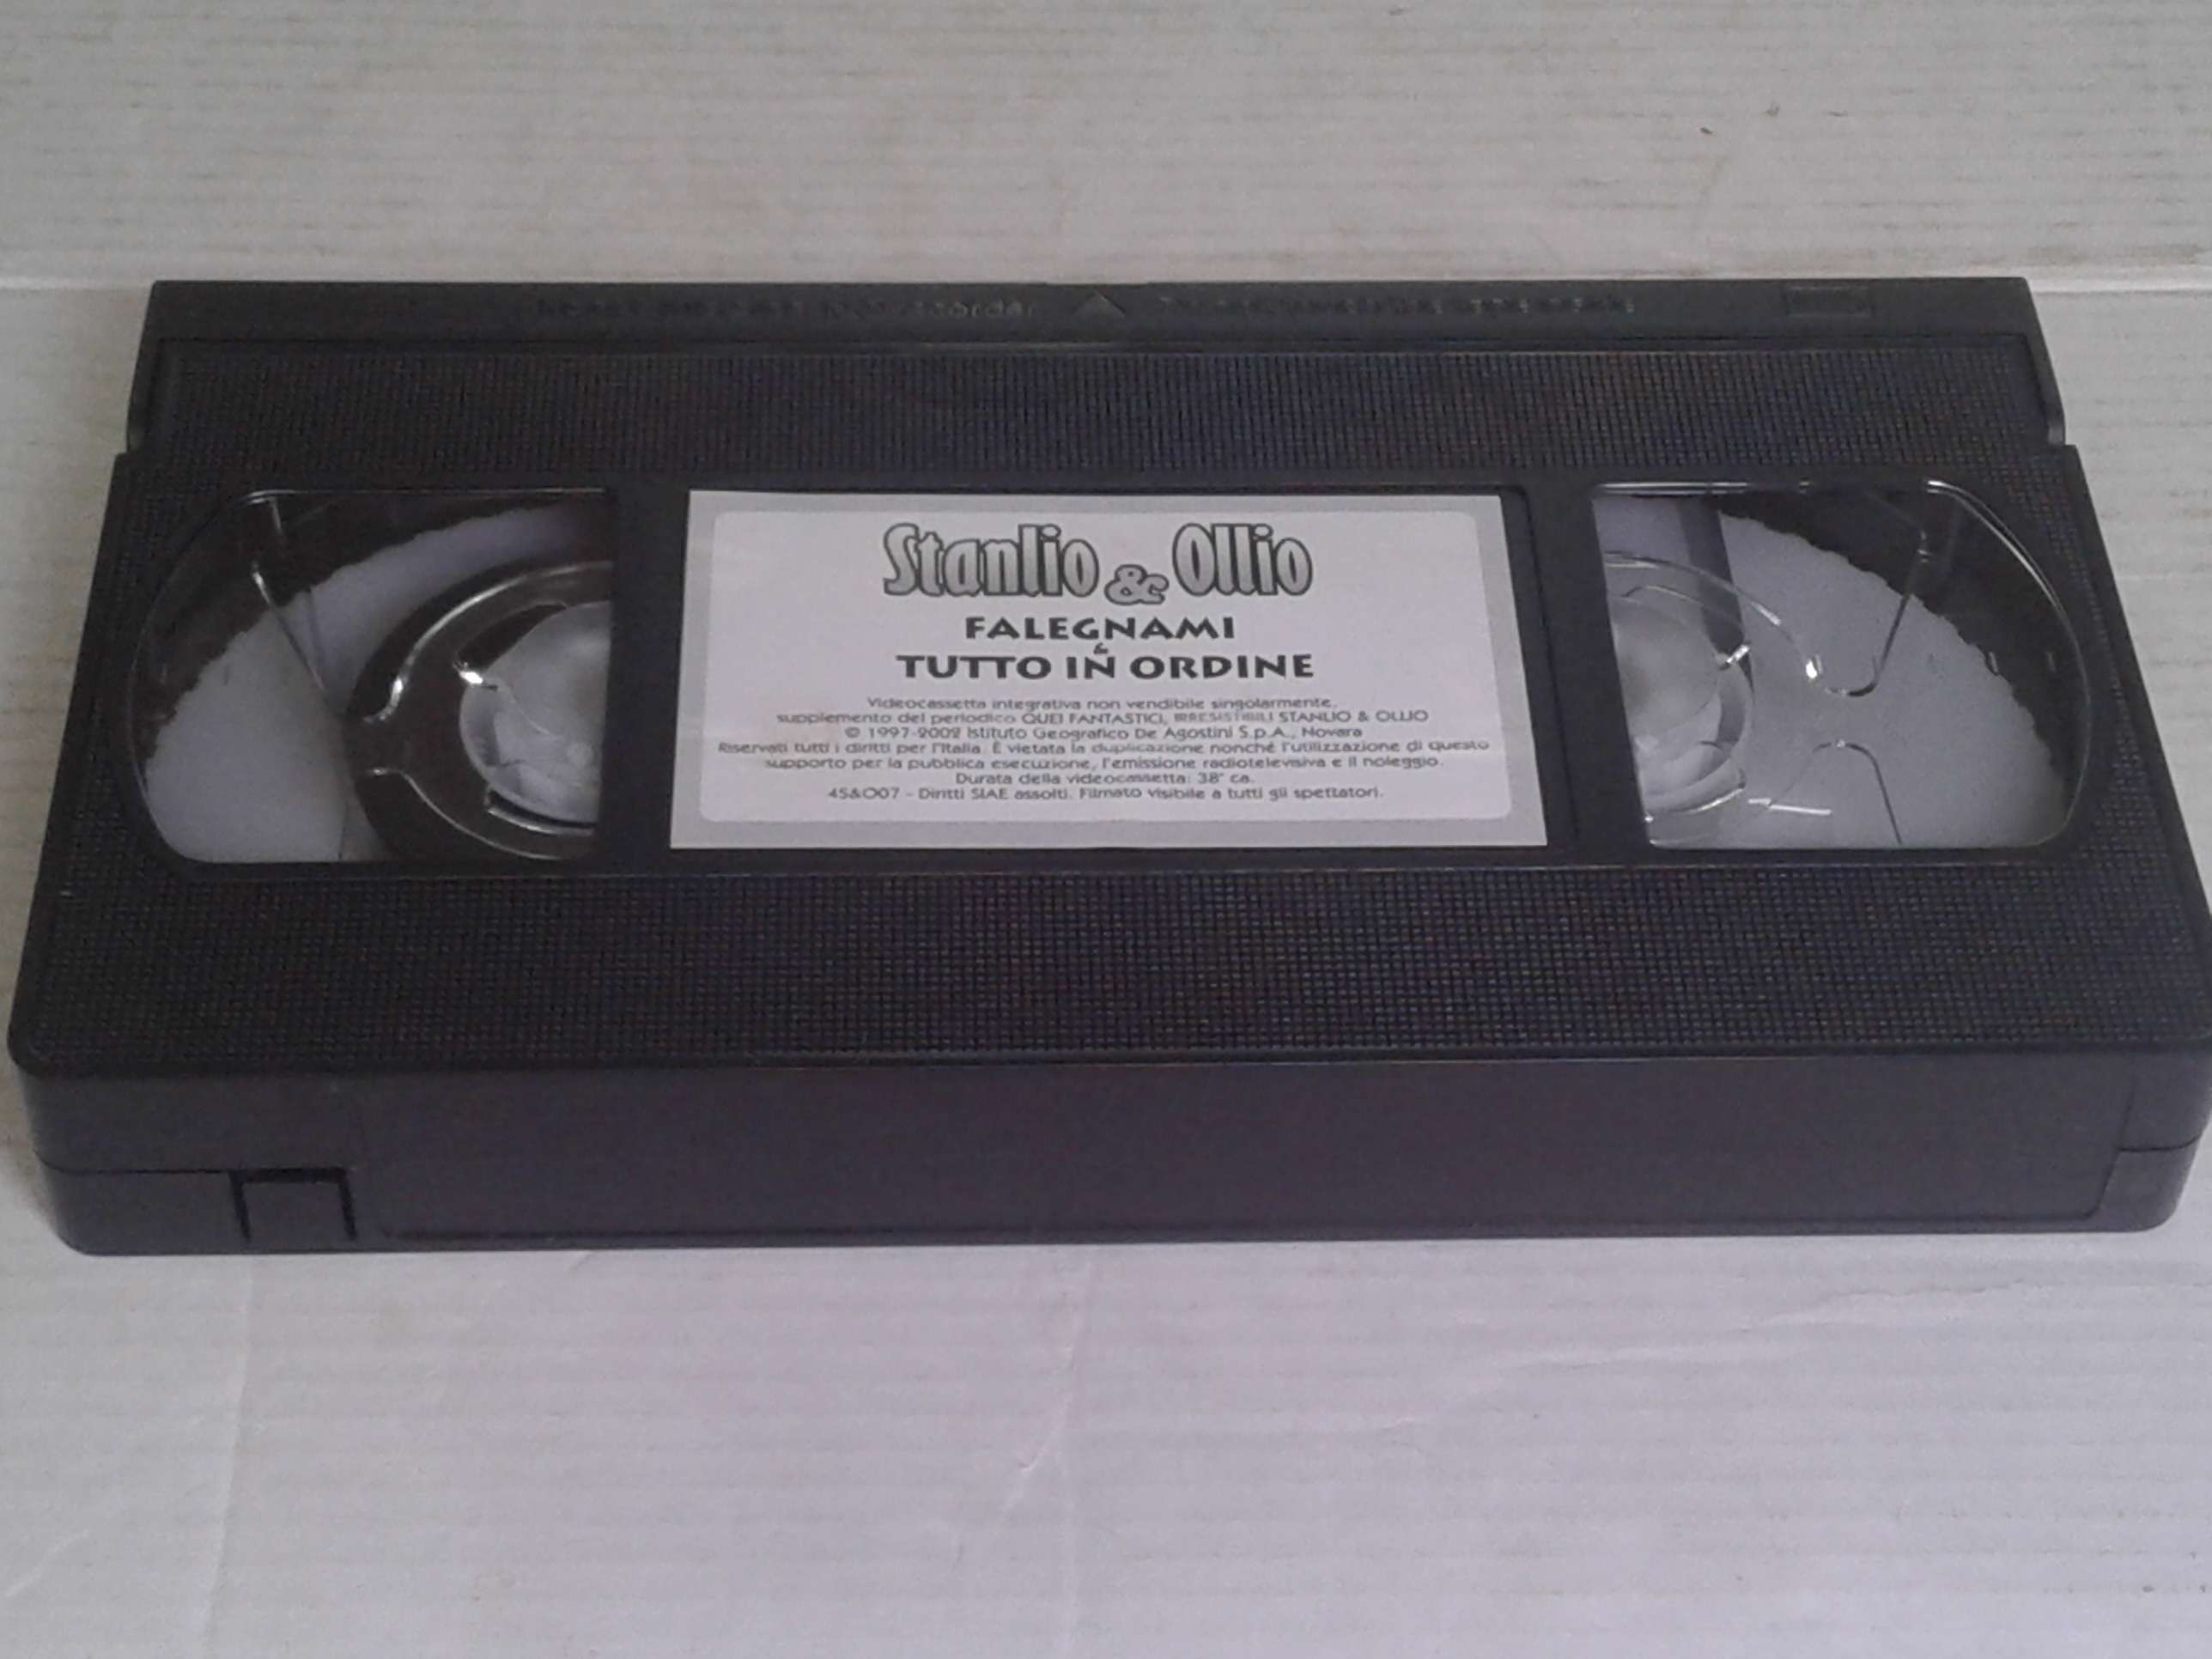 Stanlio & Ollio
FALEGNAMI
&
TUTTO IN ORDINE
Videocassetta integrativa non vendibile singolarmente,
supplemento del periodico QUEI FANTASTICI, IRRESISTIBILI STANLIO & OLLIO
© 1997-2002 Istituto Geografico De Agostini S.p.A., Novara
Riservati tutti i diritti per l'Italia. È vietata la duplicazione nonché l'utilizzazione di questo
supporto per la pubblica esecuzione, l'emissione radiotelevisiva e il noleggio.
Durata della videocassetta: 38' ca.
4S&O07 - Diritti SIAE assolti. Filmato visibile a tutti gli spettatori.